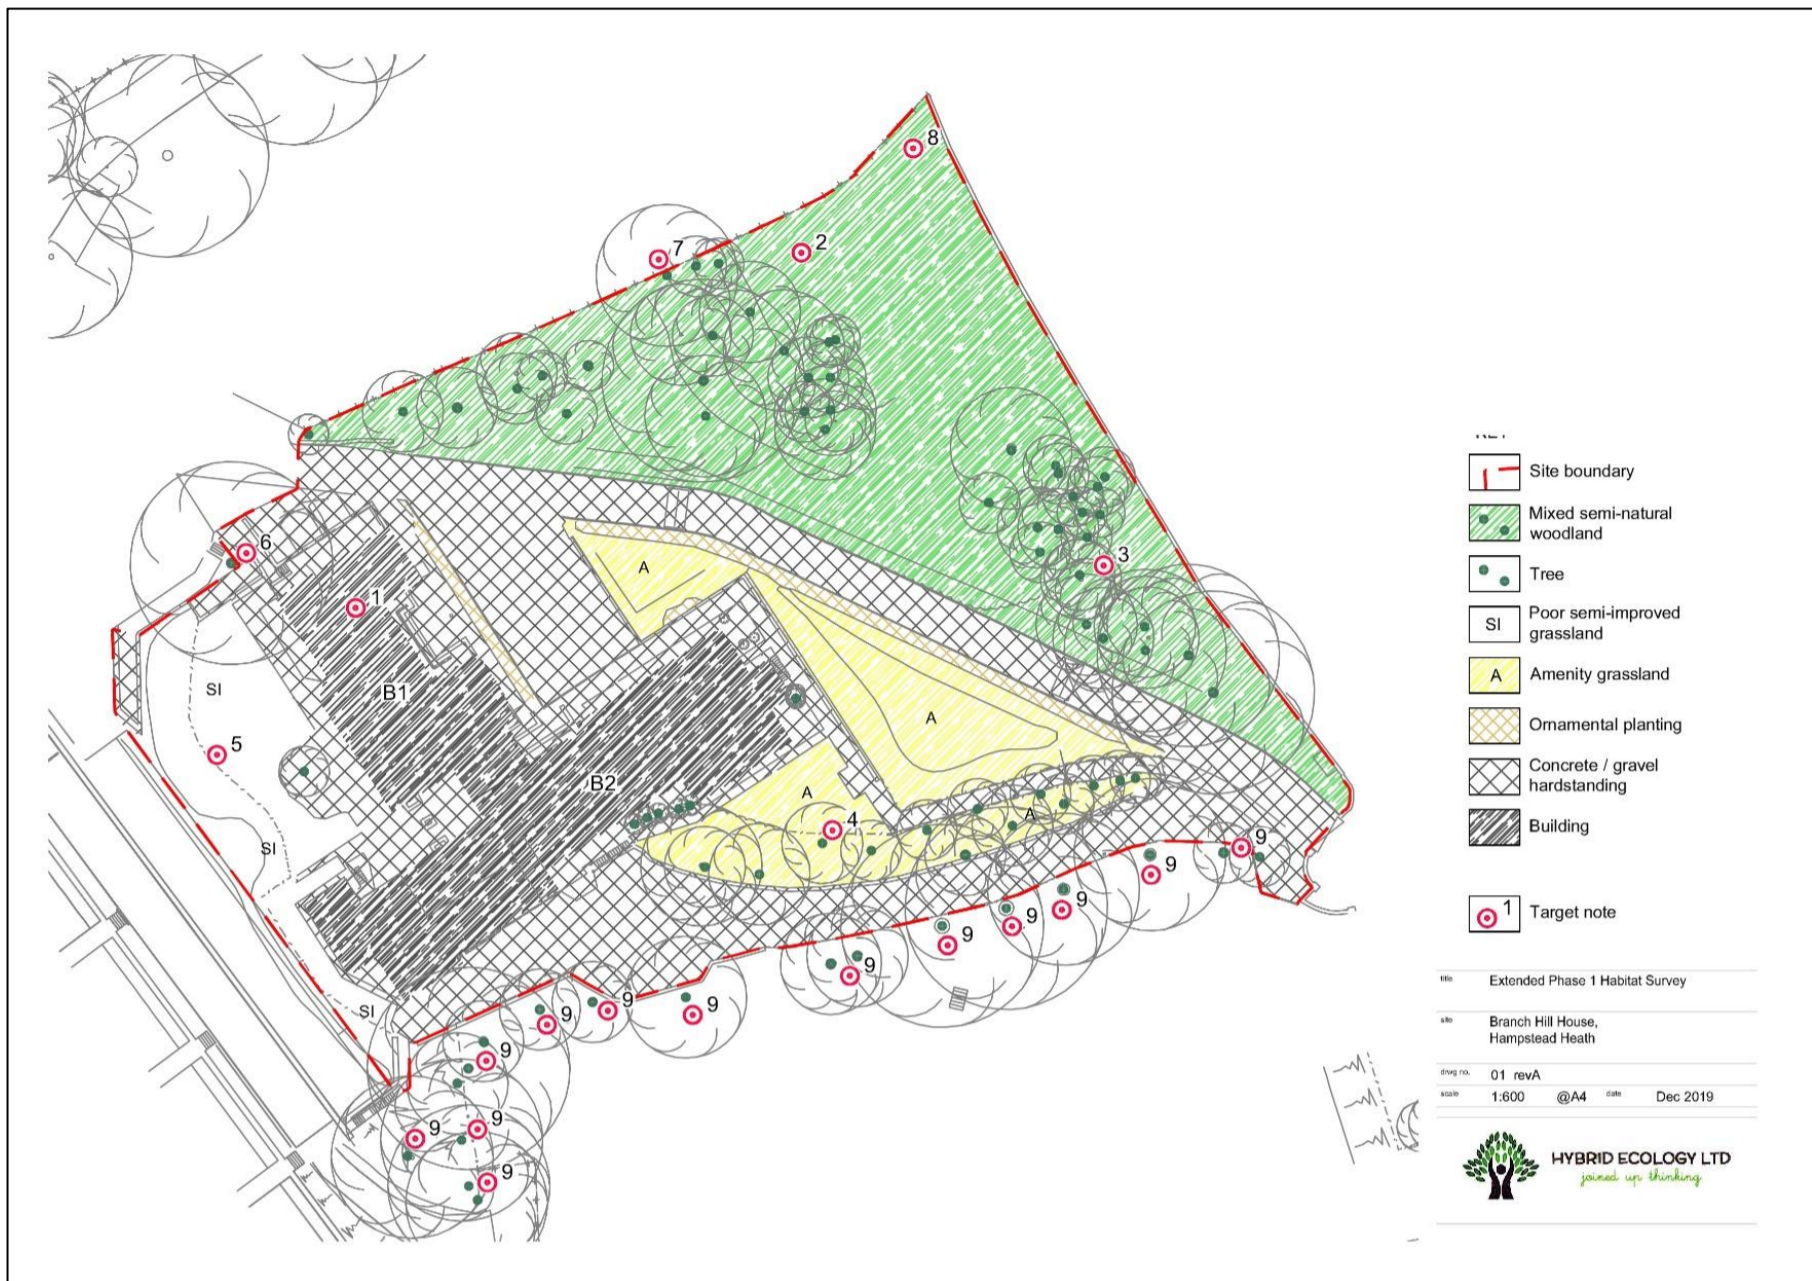 8
7
2
6
3
1
SI
5
B1
A
A
B2
A
4
A
SI
9
9
9
9
9
9
SI
9
9
9
9
9
9
9
Site boundary
Mixed semi-natural
woodland
Tree
SI
Poor semi-improved
grassland
A
Amenity grassland
Ornamental planting
Concrete / gravel
hardstanding
Building
1
Target note
title
Extended Phase 1 Habitat Survey
site
Branch Hill House,
Hampstead Heath
drwg no.
01 revA
scale
1:600 @A4 date Dec 2019
HYBRID ECOLOGY LTD
joined up thinking